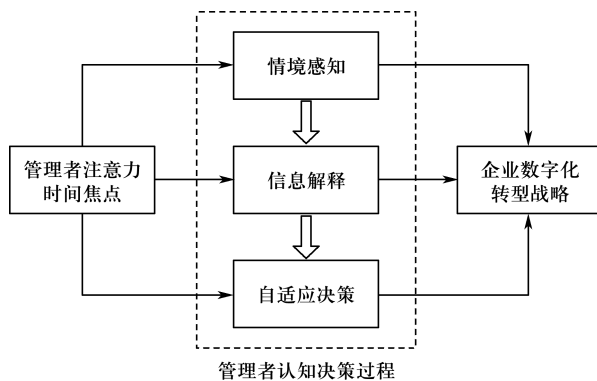 情境感知
管理者注意力
时间焦点
信息解释
企业数字化
转型战略
自适应决策
管理者认知决策过程